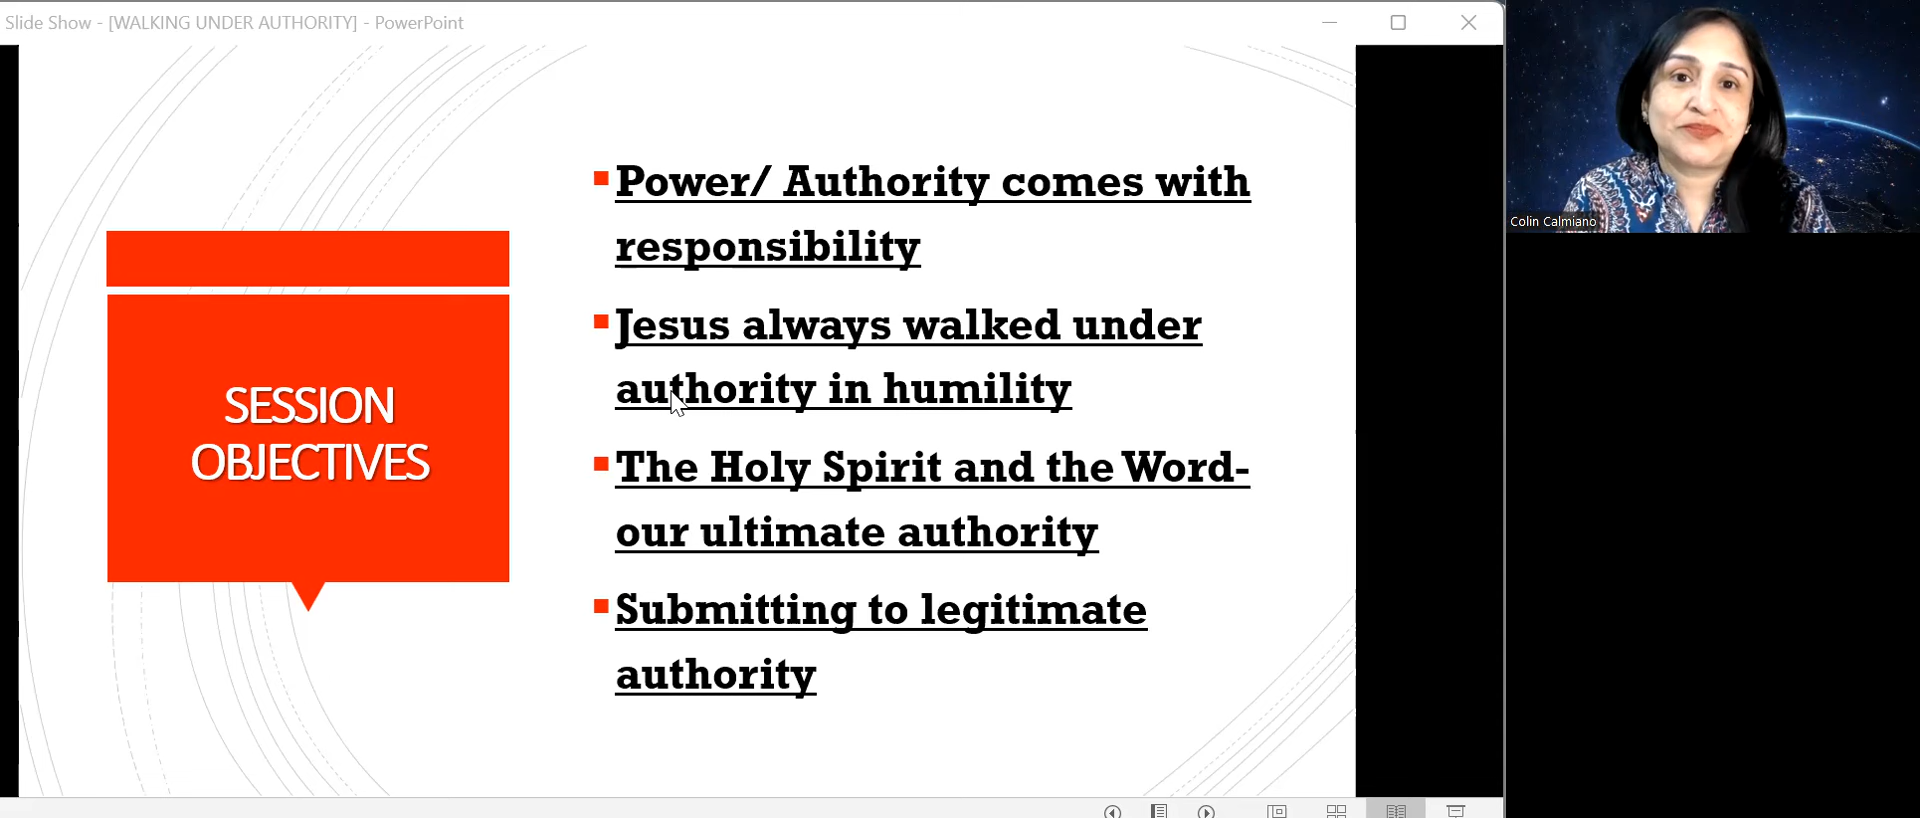 Slide Show - [WALKING UNDER AUTHORITY] - PowerPoint
SESSION
OBJECTIVES
Power/ Authority comes with
responsibility
Jesus always walked under
authority in humility
The Holy Spirit and the Word-
our ultimate authority
Submitting to legitimate
authority
Colin Calmiano